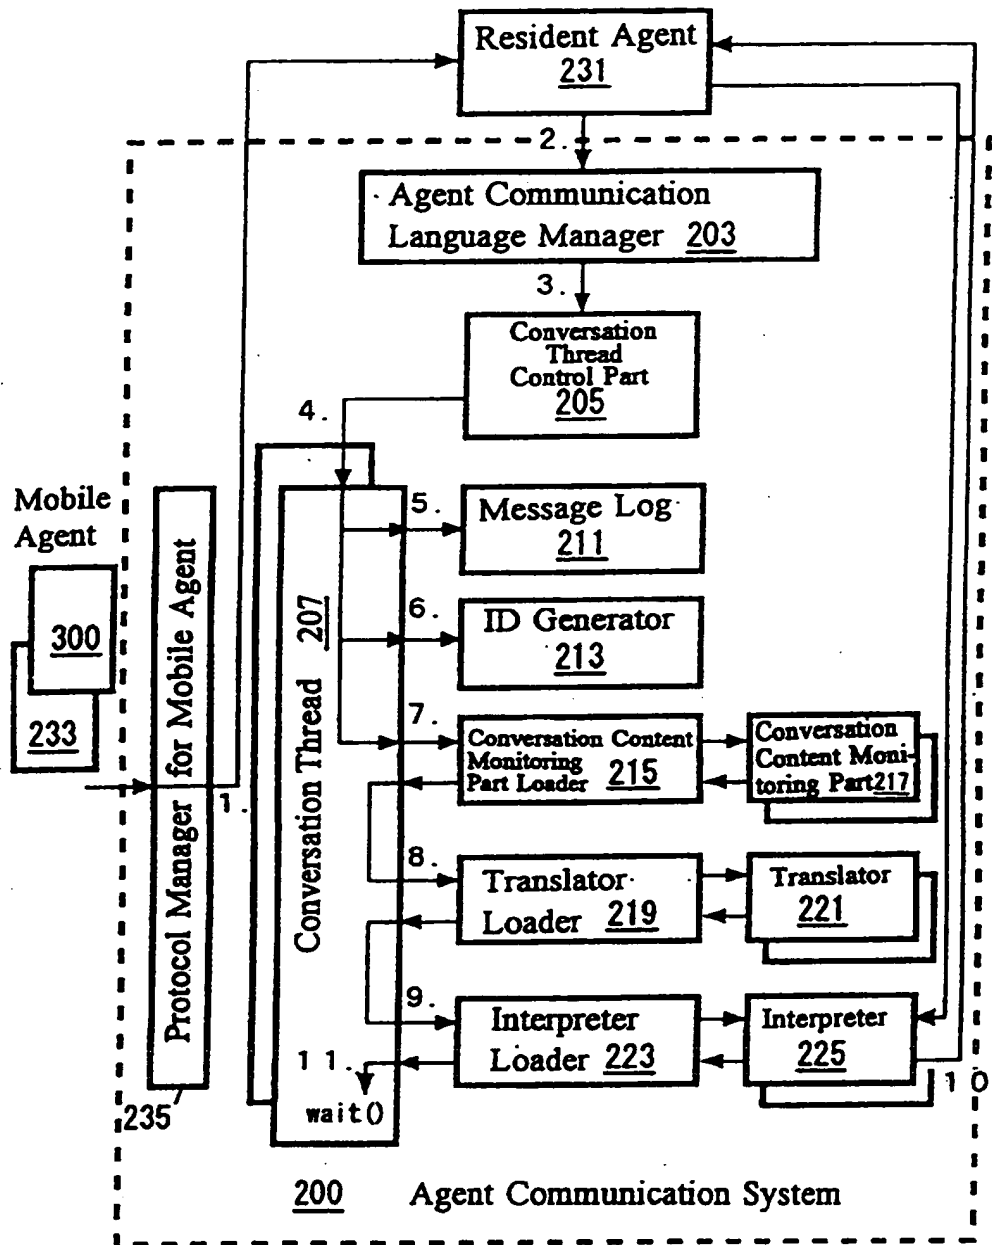 Resident Agent
231
2.
Agent Communication
Language Manager 203
3.
Conversation
Thread
Control Part
205
4.
Mobile
Agent
300
233
Protocol Manager for Mobile Agent
235
1.
Conversation Thread 207
5.
Message Log
211
6.
ID Generator
213
7.
Conversation Content
Monitoring
Part Loader 215
Conversation
Content Moni-
toring Part 217
8.
Translator
Loader 219
Translator
221
9.
Interpreter
Loader 223
Interpreter
225
10
11.
wait()
200 Agent Communication System